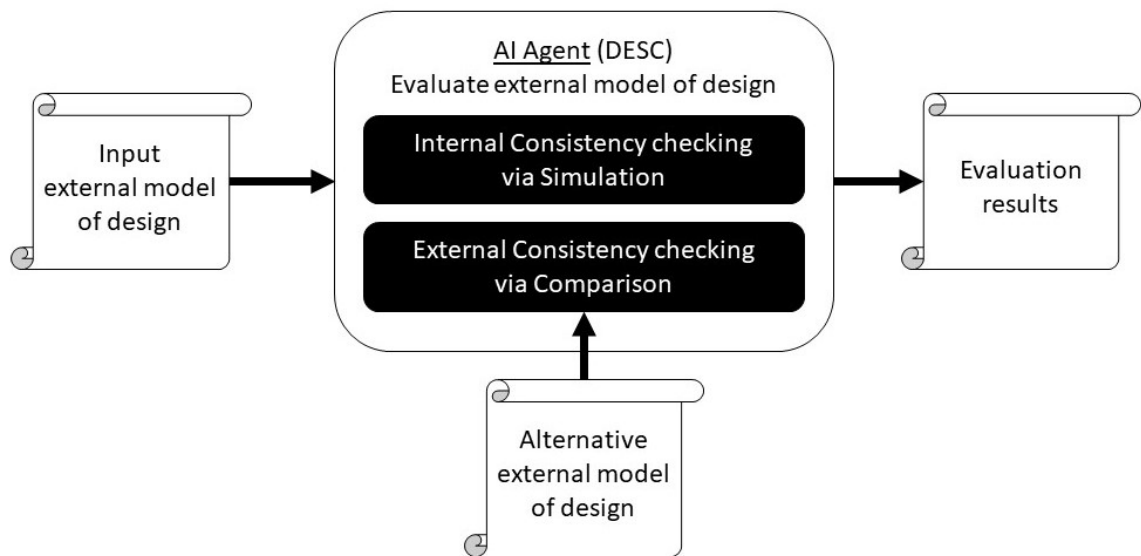 AI Agent (DESC)
Evaluate external model of design
Input
external model
of design
Internal Consistency checking
via Simulation
External Consistency checking
via Comparison
Evaluation
results
Alternative
external model
of design